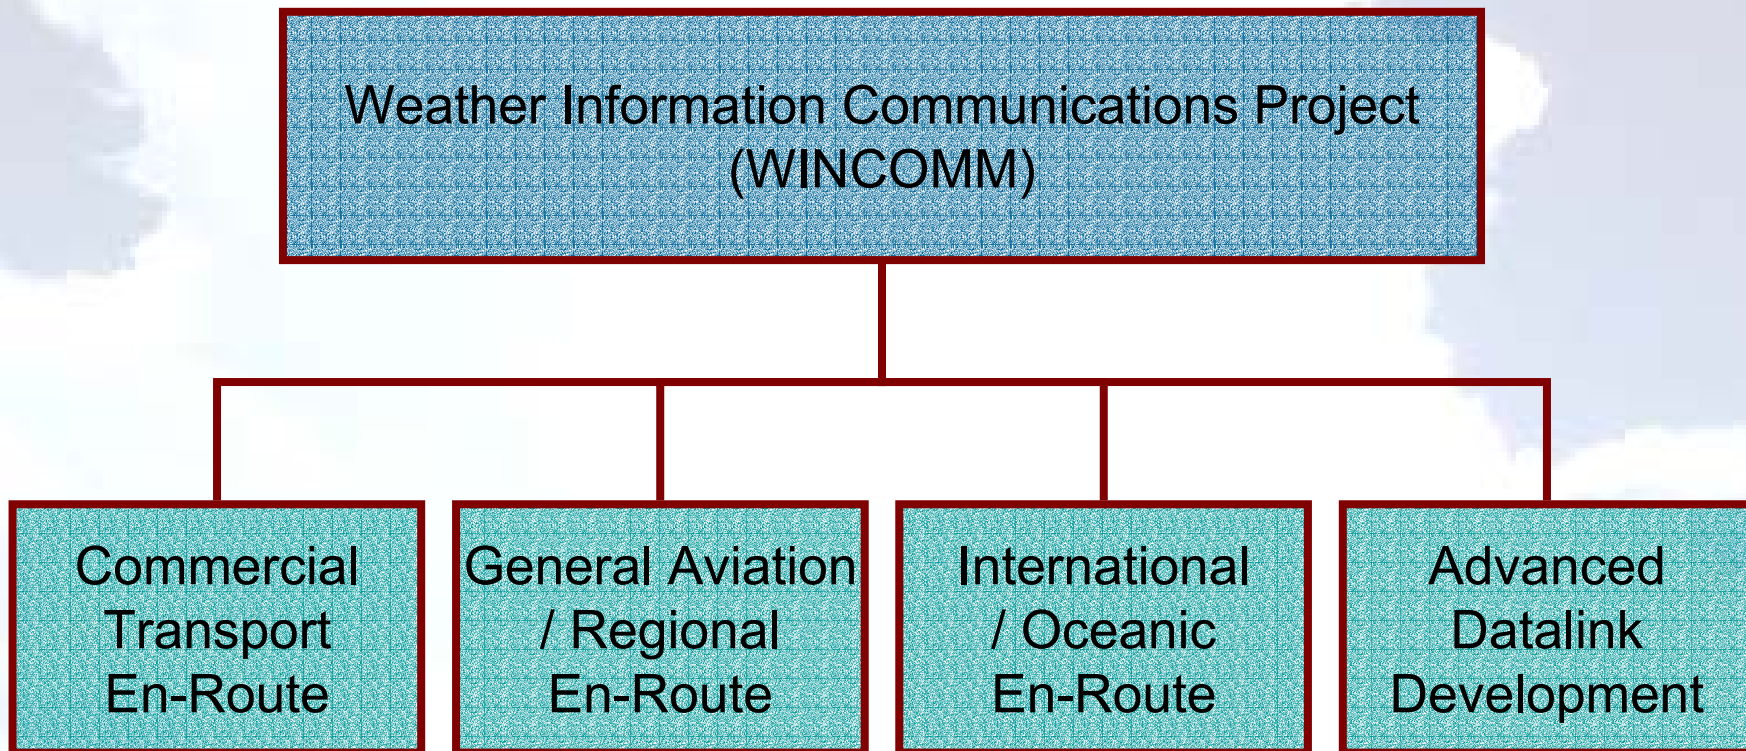 Weather Information Communications Project
(WINCOMM)
Commercial
Transport
En-Route
General Aviation
/ Regional
En-Route
International
/ Oceanic
En-Route
Advanced
Datalink
Development